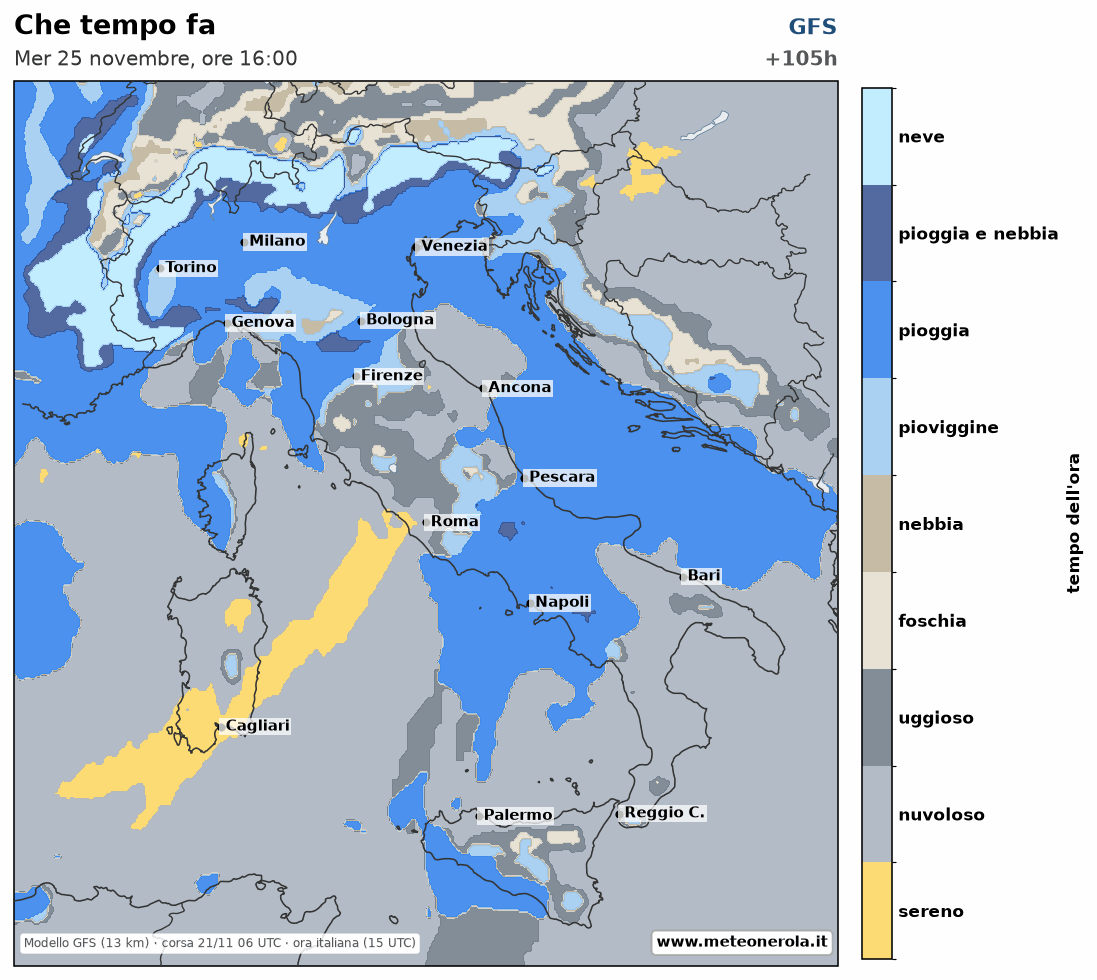 Che tempo fa
GFS
Mer 25 novembre, ore 16:00
+105h
neve
pioggia e nebbia
pioggia
pioviggine
nebbia
foschia
uggioso
nuvoloso
sereno
tempo dell'ora
Milano
Venezia
Torino
Genova
Bologna
Firenze
Ancona
Pescara
Roma
Bari
Napoli
Cagliari
Palermo
Reggio C.
Modello GFS (13 km) · corsa 21/11 06 UTC · ora italiana (15 UTC)
www.meteonerola.it